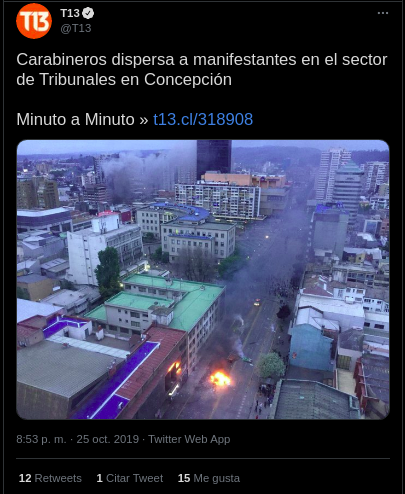 T13
T13
@T13
Carabineros dispersa a manifestantes en el sector
de Tribunales en Concepción
Minuto a Minuto » t13.cl/318908
8:53 p. m. · 25 oct. 2019 · Twitter Web App
12 Retweets 1 Citar Tweet 15 Me gusta